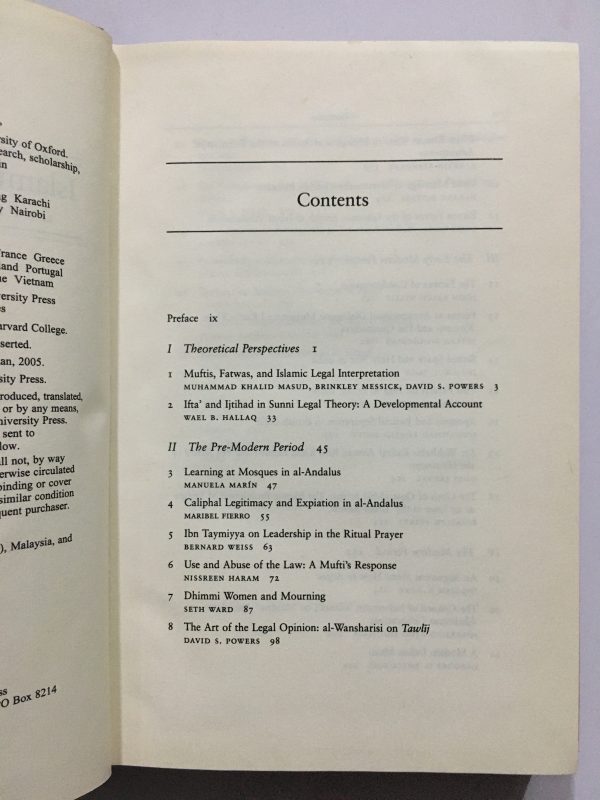 sity of Oxford.
earch, scholarship,
in
Karachi
Nairobi
rance Greece
land Portugal
Vietnam
versity Press
arvard College.
serted.
an, 2005.
sity Press.
roduced, translated,
or by any means,
niversity Press.
sent to
low.
ll not, by way
erwise circulated
binding or cover
similar condition
quent purchaser.
), Malaysia, and
ss
PO Box 8214
Contents
Preface ix
I Theoretical Perspectives 1
1 Muftis, Fatwas, and Islamic Legal Interpretation
MUHAMMAD KHALID MASUD, BRINKLEY MESSICK, DAVID S. POWERS 3
2 Ifta' and Ijtihad in Sunni Legal Theory: A Developmental Account
WAEL B. HALLAQ 33
II The Pre-Modern Period 45
3 Learning at Mosques in al-Andalus
MANUELA MARÍN 47
4 Caliphal Legitimacy and Expiation in al-Andalus
MARIBEL FIERRO 55
5 Ibn Taymiyya on Leadership in the Ritual Prayer
BERNARD WEISS 63
6 Use and Abuse of the Law: A Mufti's Response
NISSREEN HARAM 72
7 Dhimmi Women and Mourning
SETH WARD 87
8 The Art of the Legal Opinion: al-Wansharisi on Tawlīj
DAVID S. POWERS 98